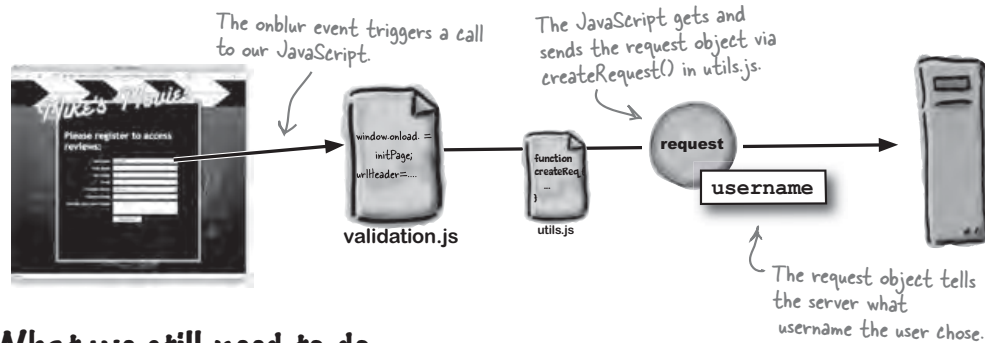 The onblur event triggers a call
to our JavaScript.
The JavaScript gets and
sends the request object via
createRequest() in utils.js.
Mike's Movies
Please register to access
reviews:
window.onload. =
initPage;
urlHeader=....
validation.js
function
createReq
...
}
utils.js
request
username
The request object tells
the server what
username the user chose.
What we still need to do